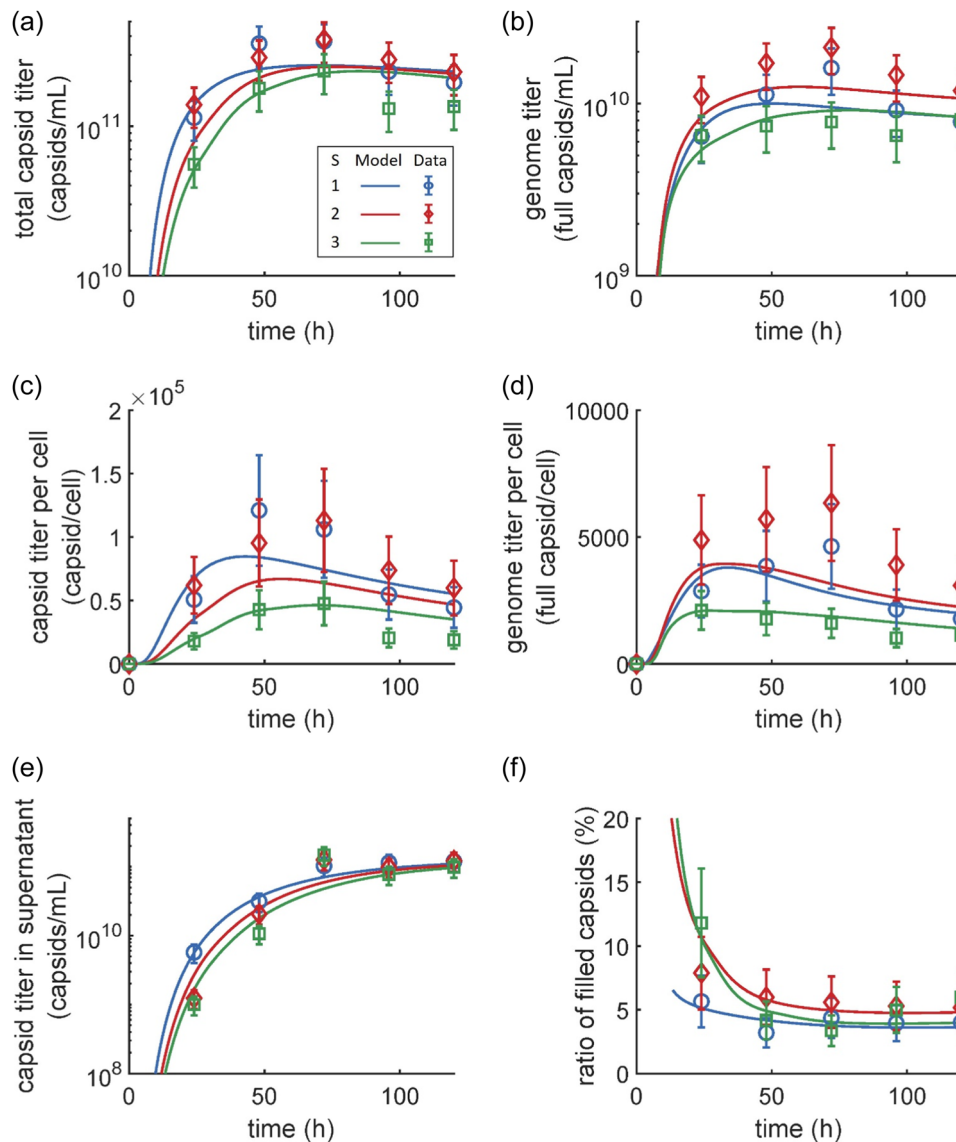 (a)
total capsid titer
(capsids/mL)
10^11
10^10
0
50
100
time (h)
S Model Data
1
2
3
(b)
genome titer
(full capsids/mL)
10^10
10^9
0
50
100
time (h)
(c)
capsid titer per cell
(capsid/cell)
× 10^5
2
1.5
1
0.5
0
0
50
100
time (h)
(d)
genome titer per cell
(full capsid/cell)
10000
5000
0
0
50
100
time (h)
(e)
capsid titer in supernatant
(capsids/mL)
10^10
10^8
0
50
100
time (h)
(f)
ratio of filled capsids (%)
20
15
10
5
0
0
50
100
time (h)